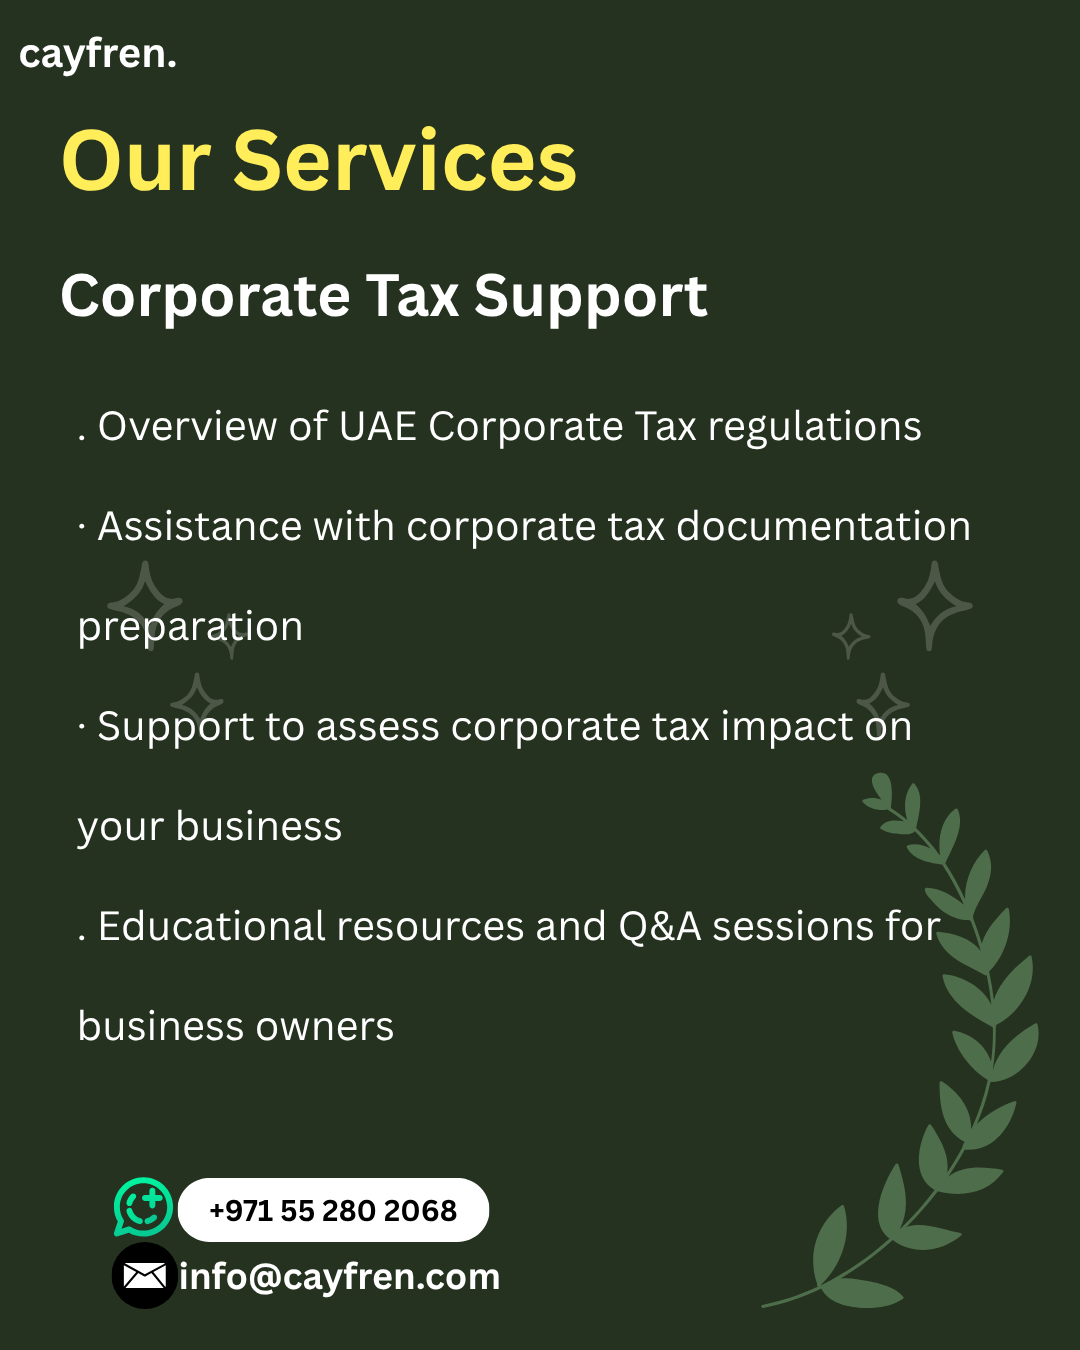 cayfren.
Our Services
Corporate Tax Support
. Overview of UAE Corporate Tax regulations
· Assistance with corporate tax documentation
preparation
· Support to assess corporate tax impact on
your business
. Educational resources and Q&A sessions for
business owners
+971 55 280 2068
info@cayfren.com